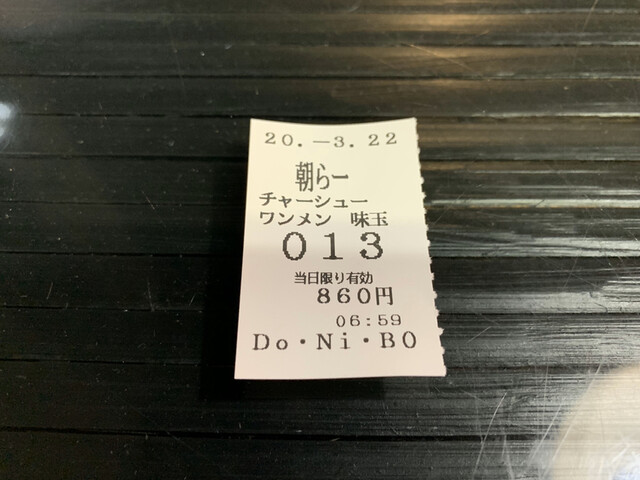 20.-3.22
朝らー
チャーシュー
ワンメン 味玉
013
当日限り有効
860円
06:59
Do・Ni・BO